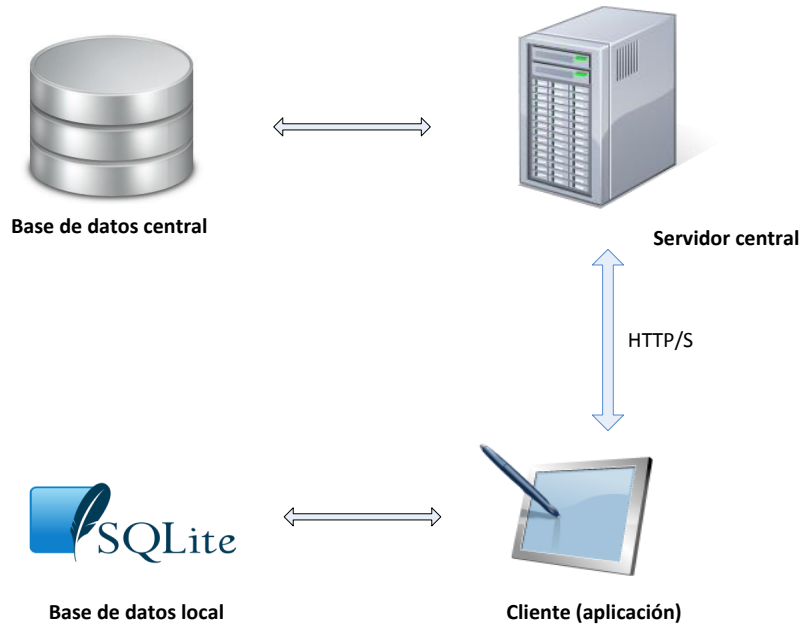 Base de datos central
Servidor central
HTTP/S
SQLite
Base de datos local
Cliente (aplicación)